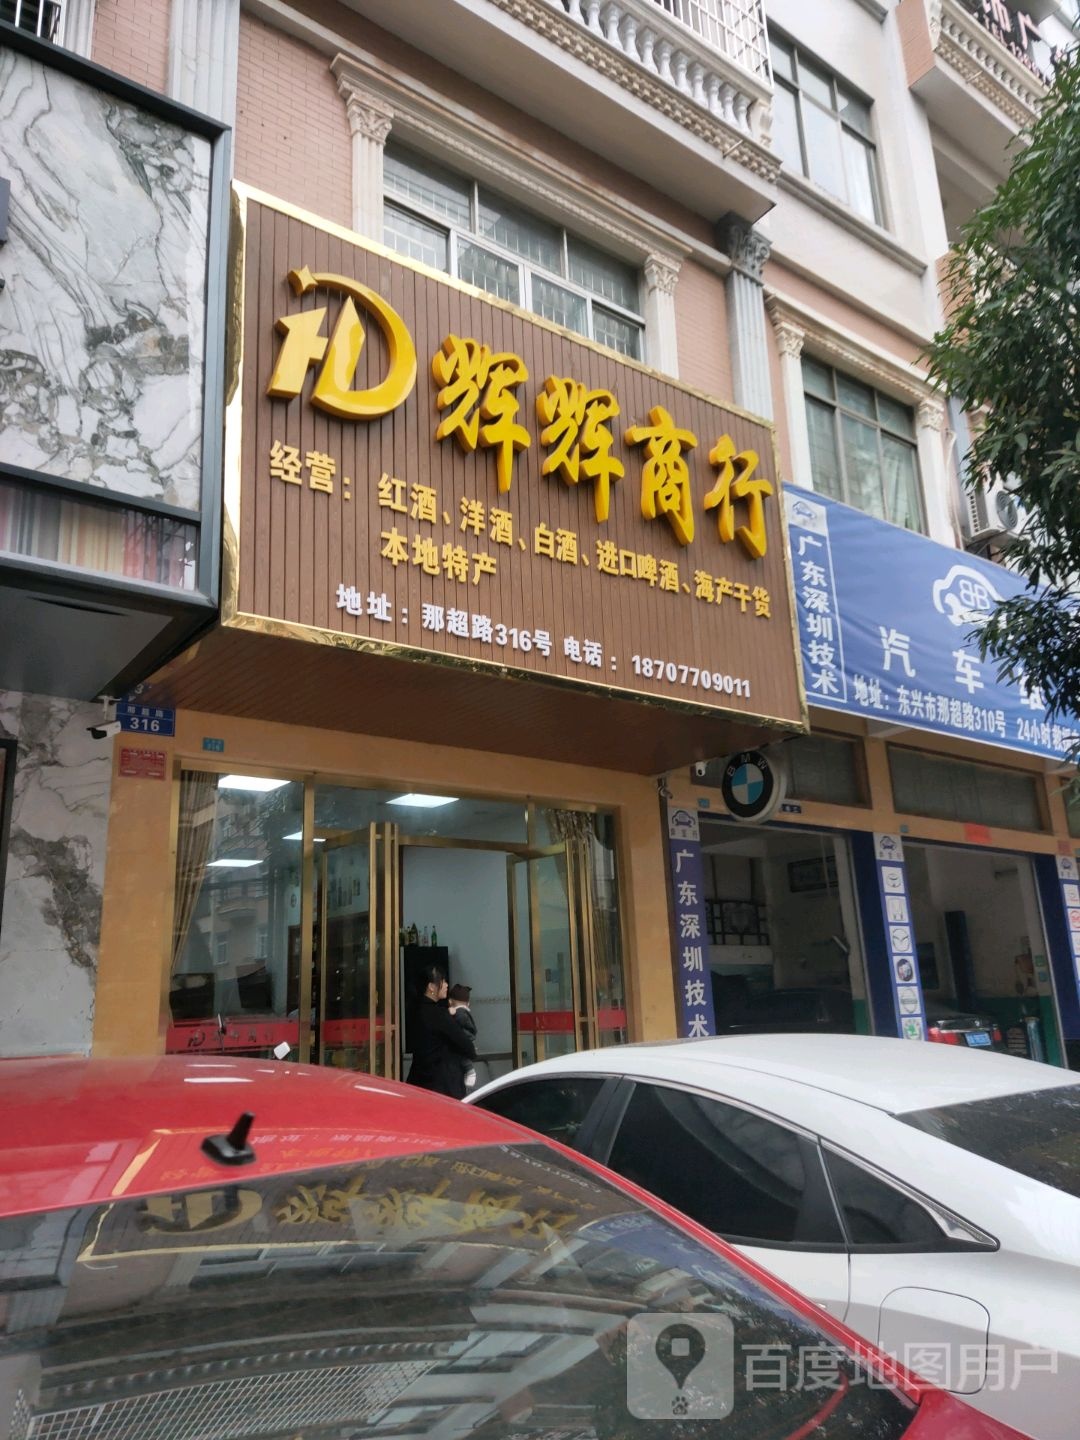 辉辉商行
经营：红酒、洋酒、白酒、进口啤酒、海产干货
本地特产
地址：那超路316号 电话：18707709011
那超路
316
广东深圳技术
BB
汽车
地址：东兴市那超路310号 24小时
BMW
广东深圳技术
百度地图用户